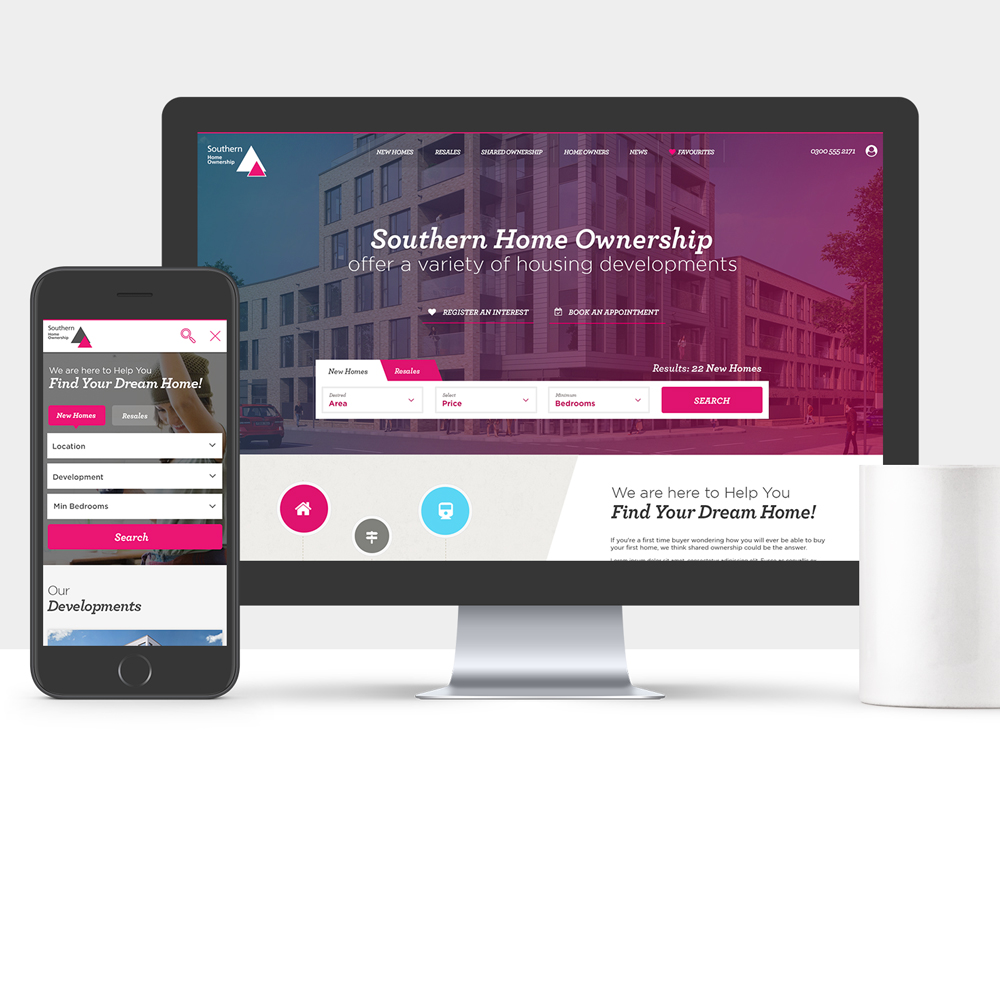 Southern
Home
Ownership
NEW HOMES
RESALES
SHARED OWNERSHIP
HOME OWNERS
NEWS
FAVOURITES
0300 555 2171
Southern Home Ownership
offer a variety of housing developments
REGISTER AN INTEREST
BOOK AN APPOINTMENT
New Homes
Resales
Results: 22 New Homes
Desired
Area
Select
Price
Minimum
Bedrooms
SEARCH
We are here to Help You
Find Your Dream Home!
If you're a first time buyer wondering how you will ever be able to buy
your first home, we think shared ownership could be the answer.
Southern
Home
Ownership
We are here to Help You
Find Your Dream Home!
New Homes
Resales
Location
Development
Min Bedrooms
Search
Our
Developments